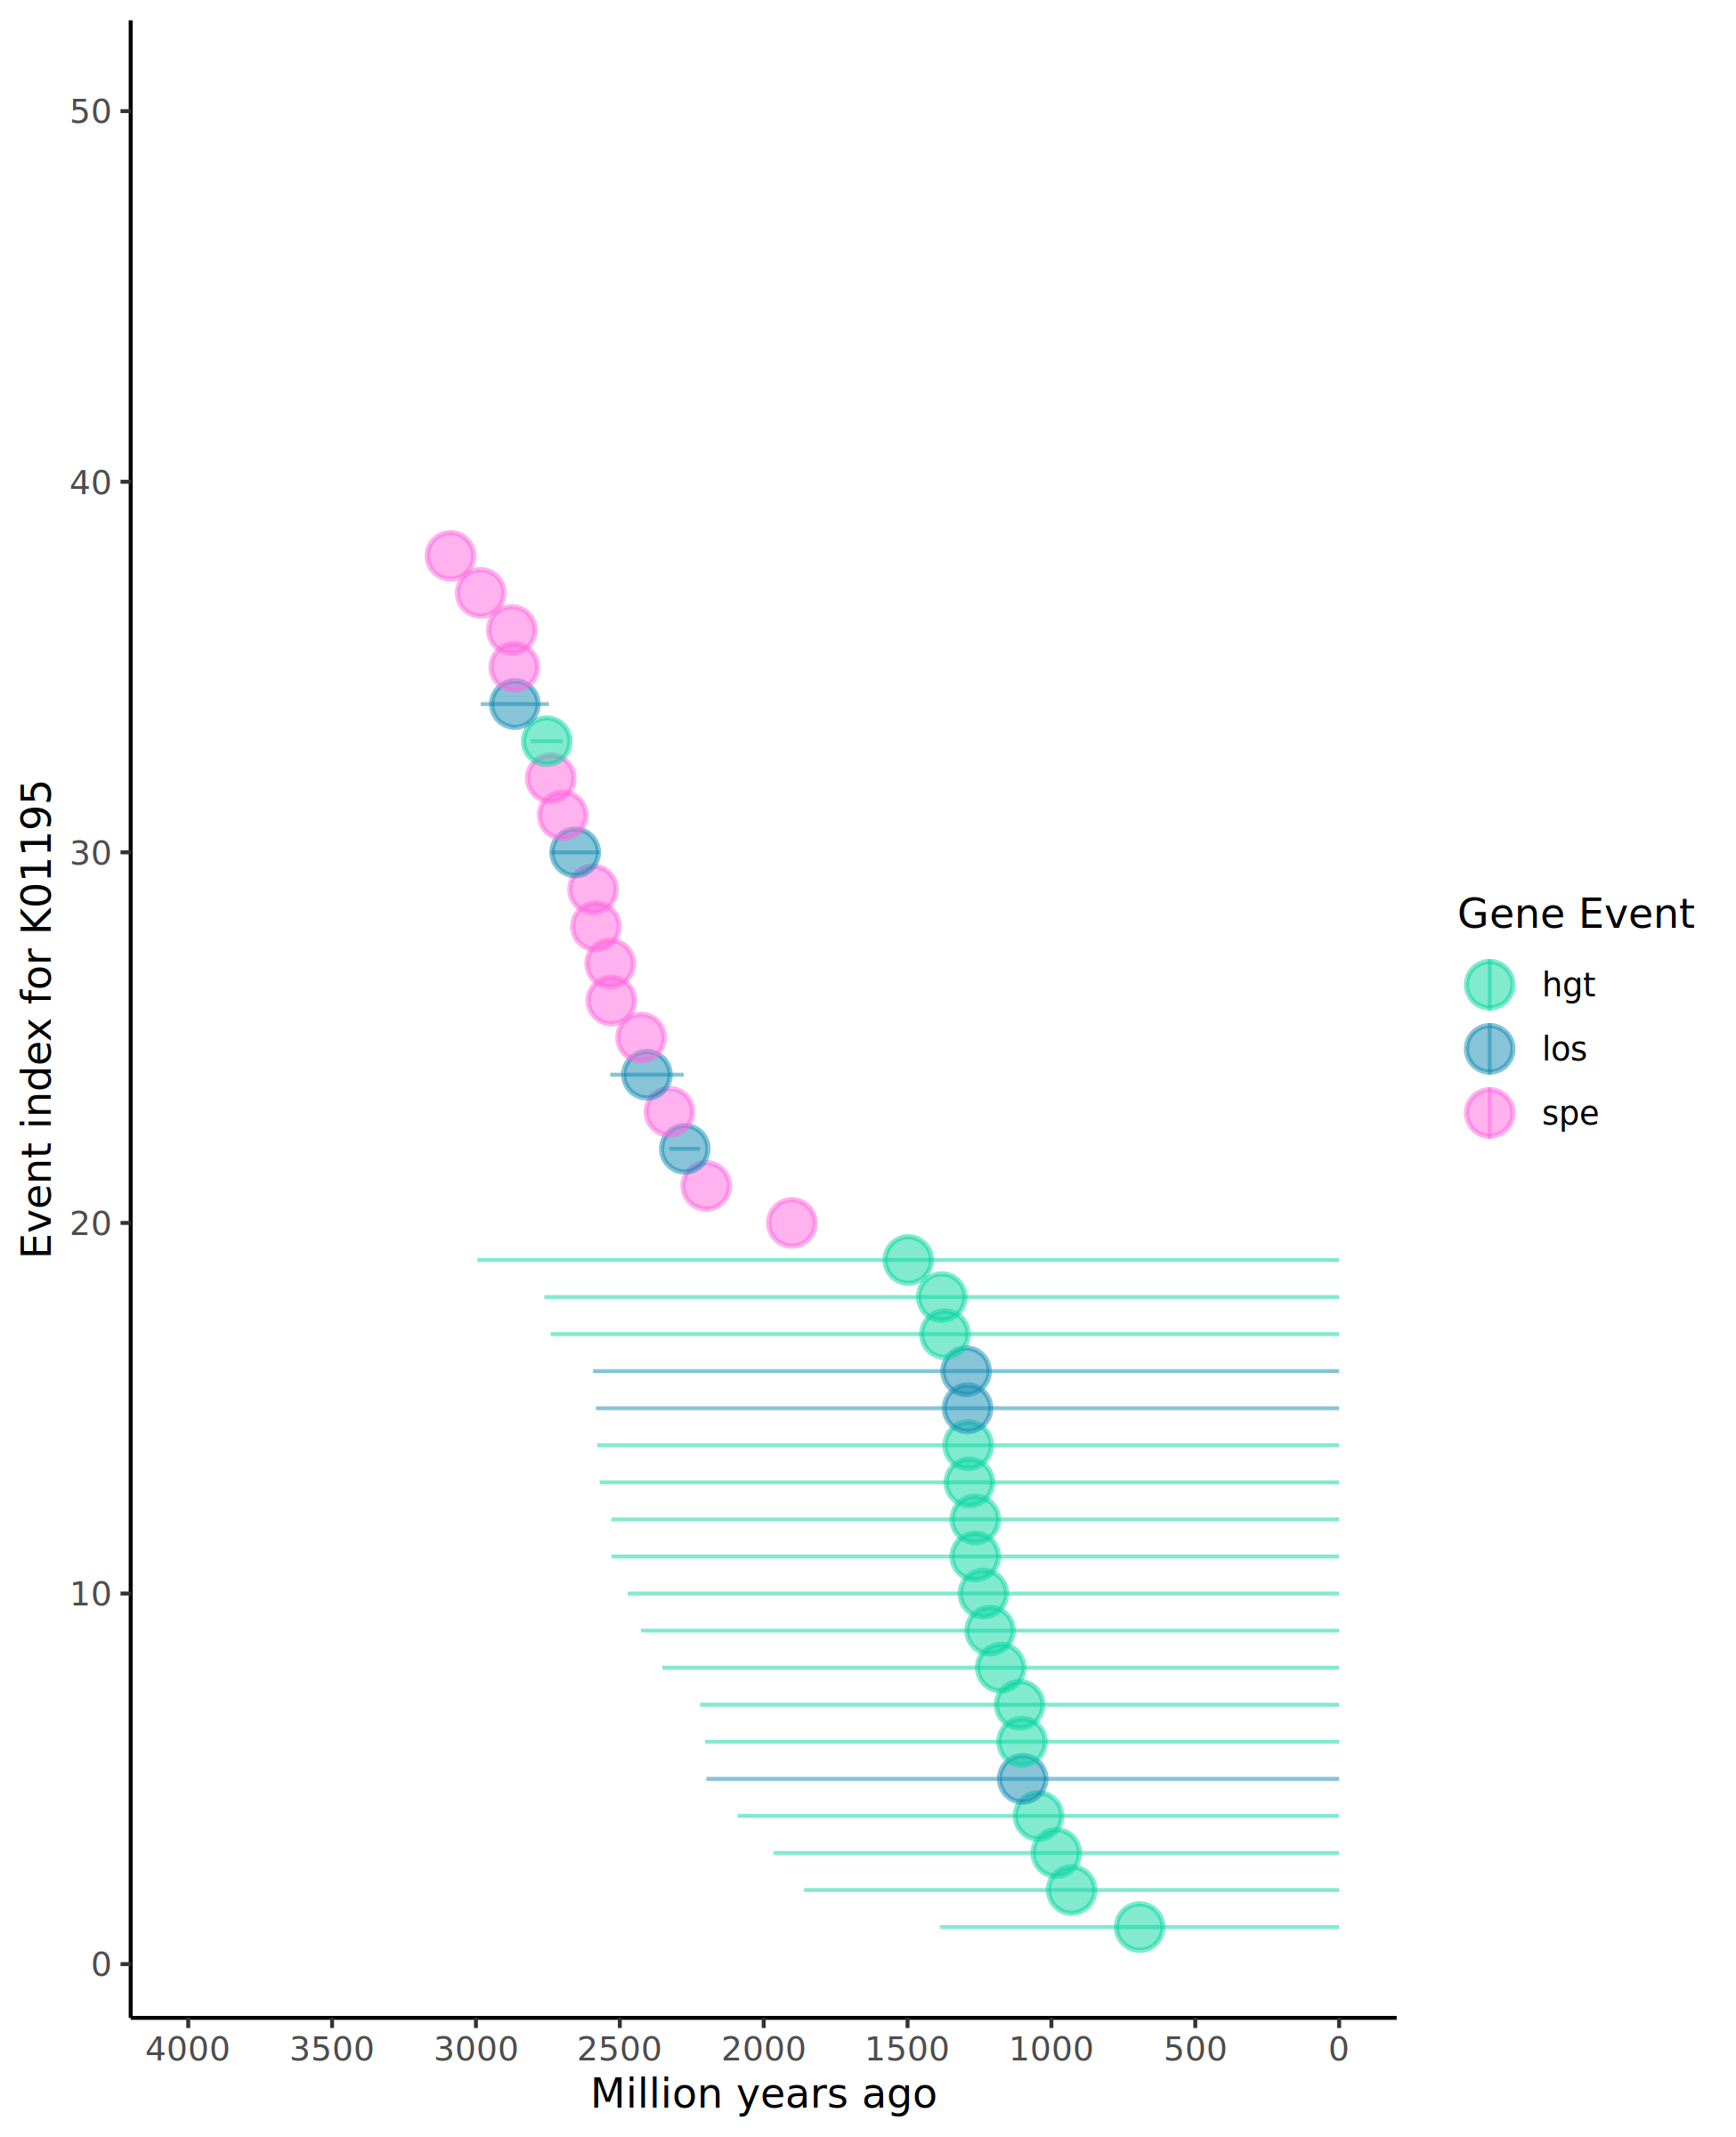 50
40
30
20
10
0
Event index for K01195
4000 3500 3000 2500 2000 1500 1000 500 0
Million years ago
Gene Event
hgt
los
spe